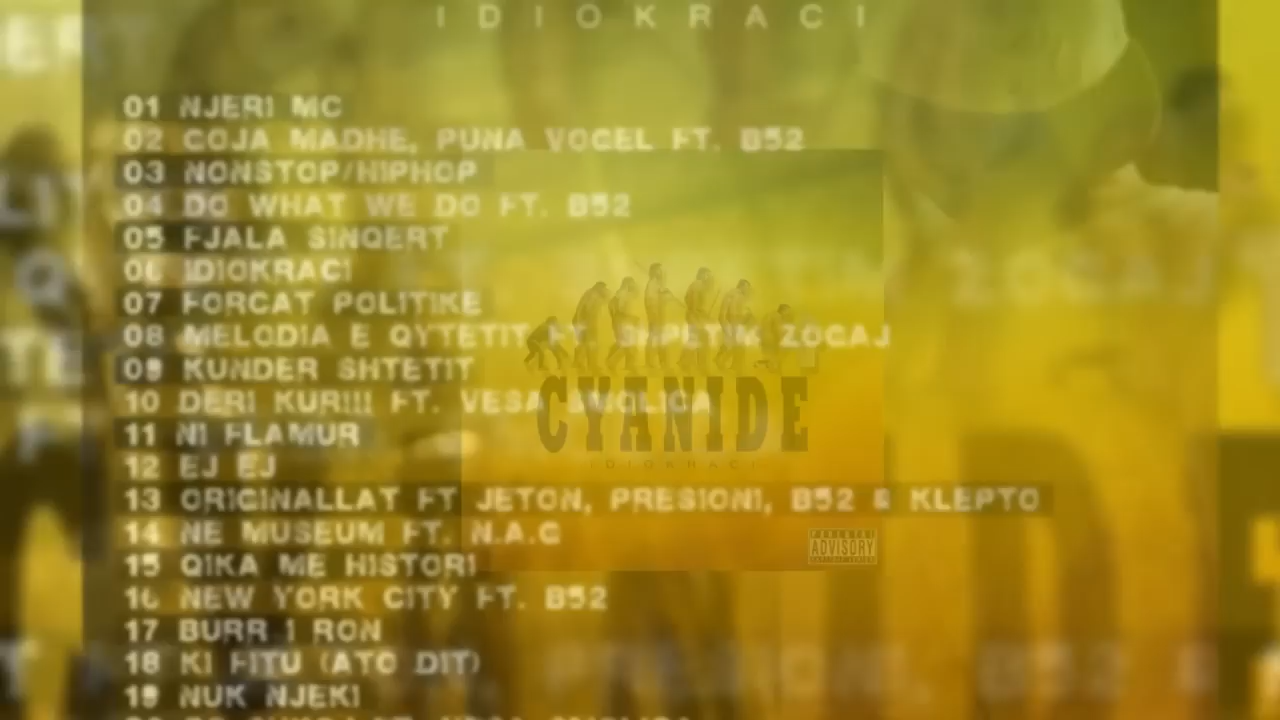 IDIOKRACI
01 NJERI MC
02 GOJA MADHE, PUNA VOGEL FT. B52
03 NONSTOP/HIPHOP
04 DO WHAT WE DO FT. B52
05 FJALA SINQERT
06 IDIOKRACI
07 FORCAT POLITIKE
08 MELODIA E QYTETIT FT. SHPETIM ZOGAJ
09 KUNDER SHTETIT
10 DERI KUR!!! FT. VESA SMOLICA
11 NI FLAMUR
12 EJ EJ
13 ORIGINALLAT FT JETON, PRESIONI, B52 & KLEPTO
14 NE MUSEUM FT. N.A.G
15 QIKA ME HISTORI
16 NEW YORK CITY FT. B52
17 BURR I RON
18 KI FITU (ATO DIT)
19 NUK NJEKI
CYANIDE
IDIOKRACI
ADVISORY